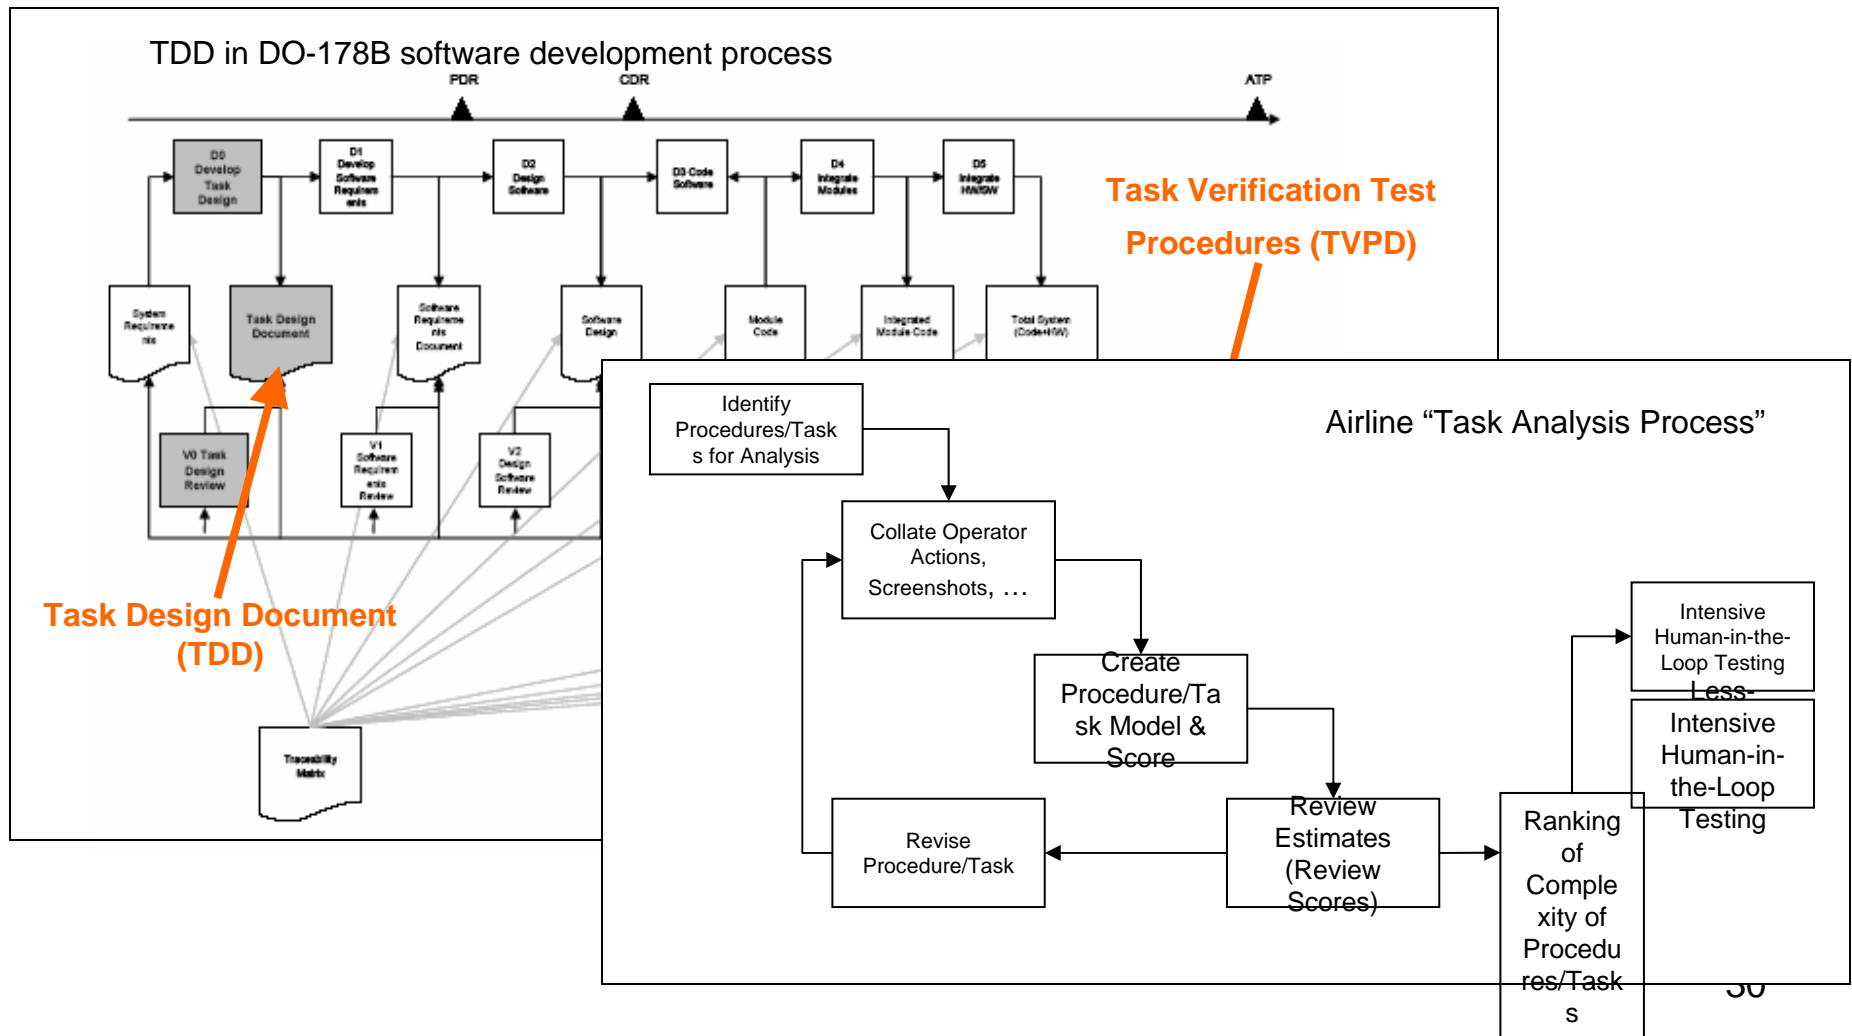 TDD in DO-178B software development process
PDR
CDR
ATP
D0
Develop
Task
Design
D1
Develop
Software
Requirem
ents
D2
Design
Software
D3 Code
Software
D4
Integrate
Modules
D5
Integrate
HW/SW
Task Verification Test
Procedures (TVPD)
System
Requireme
nts
Task Design
Document
Software
Requireme
nts
Document
Software
Design
Module
Code
Integrated
Module Code
Total System
(Code+HW)
V0 Task
Design
Review
V1
Software
Requirem
ents
Review
V2
Design
Software
Review
Task Design Document
(TDD)
Traceability
Matrix
Airline “Task Analysis Process”
Identify
Procedures/Task
s for Analysis
Collate Operator
Actions,
Screenshots, …
Create
Procedure/Ta
sk Model &
Score
Review
Estimates
(Review
Scores)
Revise
Procedure/Task
Ranking
of
Comple
xity of
Procedu
res/Task
s
Intensive
Human-in-the-
Loop Testing
Less-
Intensive
Human-in-
the-Loop
Testing
30